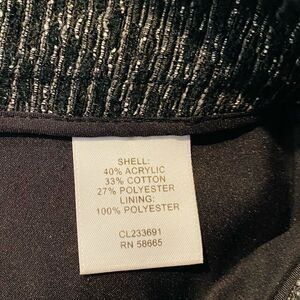 SHELL:
40% ACRYLIC
33% COTTON
27% POLYESTER
LINING:
100% POLYESTER
CL233691
RN 58665